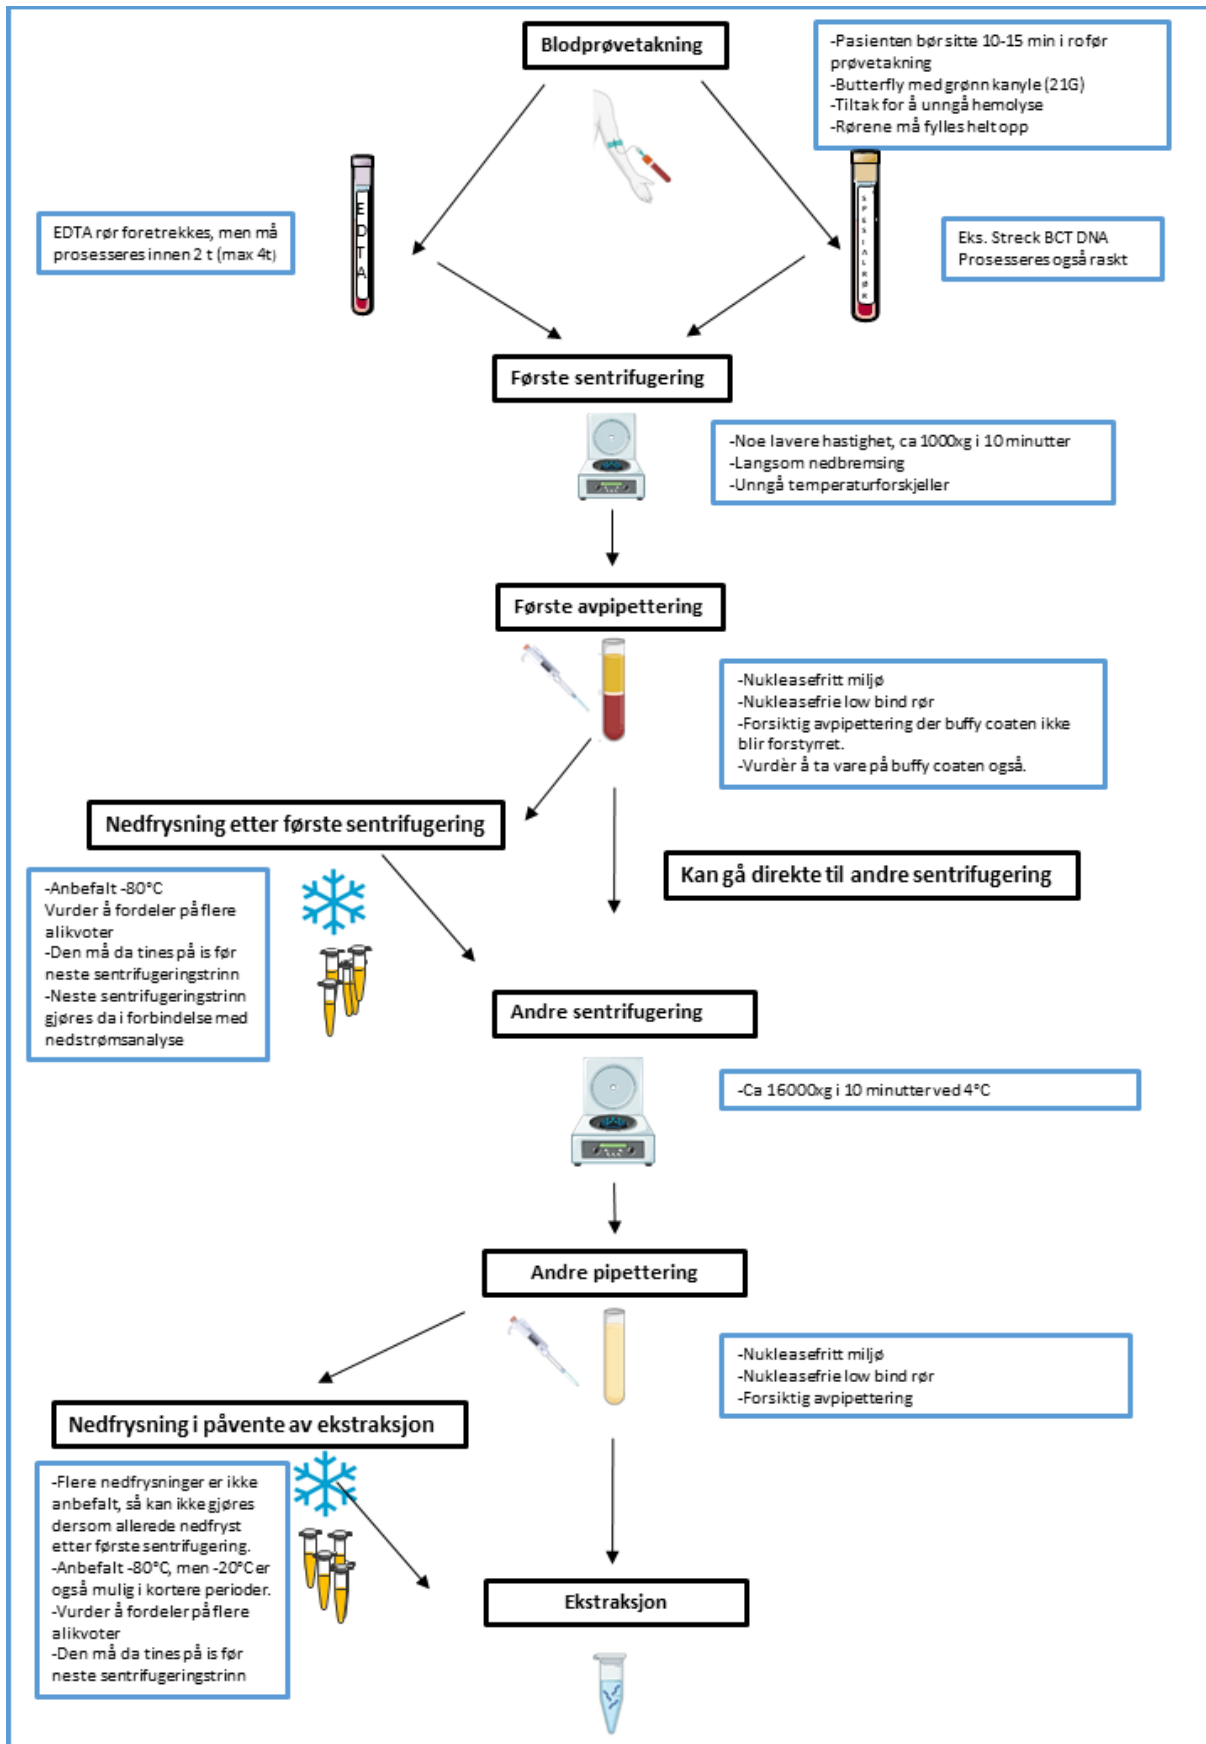 Blodprøvetakning
-Pasienten bør sitte 10-15 min i ro før
prøvetakning
-Butterfly med grønn kanyle (21G)
-Tiltak for å unngå hemolyse
-Rørene må fylles helt opp
EDTA
SPESIALRØR
EDTA rør foretrekkes, men må
prosesseres innen 2 t (max 4t)
Eks. Streck BCT DNA
Prosesseres også raskt
Første sentrifugering
-Noe lavere hastighet, ca 1000xg i 10 minutter
-Langsom nedbremsing
-Unngå temperaturforskjeller
Første avpipettering
-Nukleasefritt miljø
-Nukleasefrie low bind rør
-Forsiktig avpipettering der buffy coaten ikke
blir forstyrret.
-Vurdèr å ta vare på buffy coaten også.
Nedfrysning etter første sentrifugering
Kan gå direkte til andre sentrifugering
-Anbefalt -80°C
Vurder å fordeler på flere
alikvoter
-Den må da tines på is før
neste sentrifugeringstrinn
-Neste sentrifugeringstrinn
gjøres da i forbindelse med
nedstrømsanalyse
Andre sentrifugering
-Ca 16000xg i 10 minutter ved 4°C
Andre pipettering
-Nukleasefritt miljø
-Nukleasefrie low bind rør
-Forsiktig avpipettering
Nedfrysning i påvente av ekstraksjon
-Flere nedfrysninger er ikke
anbefalt, så kan ikke gjøres
dersom allerede nedfryst
etter første sentrifugering.
-Anbefalt -80°C, men -20°C er
også mulig i kortere perioder.
-Vurder å fordeler på flere
alikvoter
-Den må da tines på is før
neste sentrifugeringstrinn
Ekstraksjon